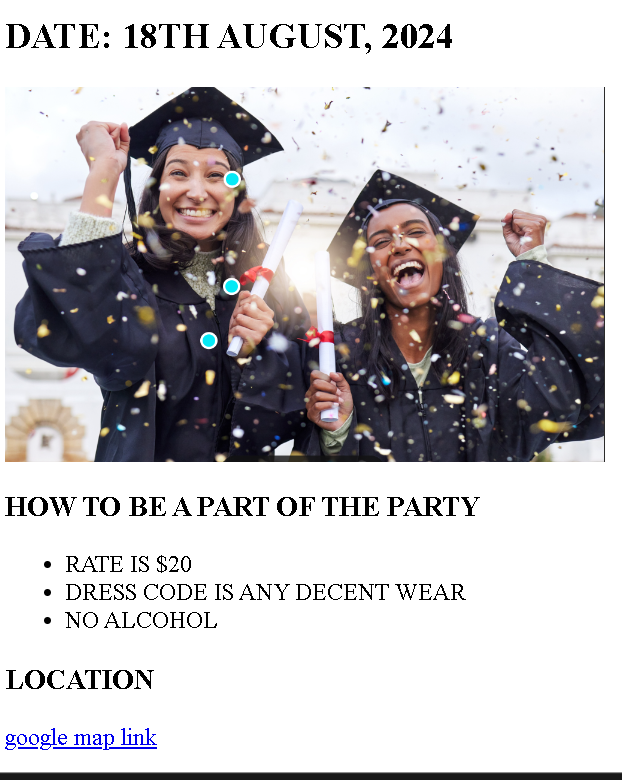 DATE: 18TH AUGUST, 2024
HOW TO BE A PART OF THE PARTY
• RATE IS $20
• DRESS CODE IS ANY DECENT WEAR
• NO ALCOHOL
LOCATION
google map link